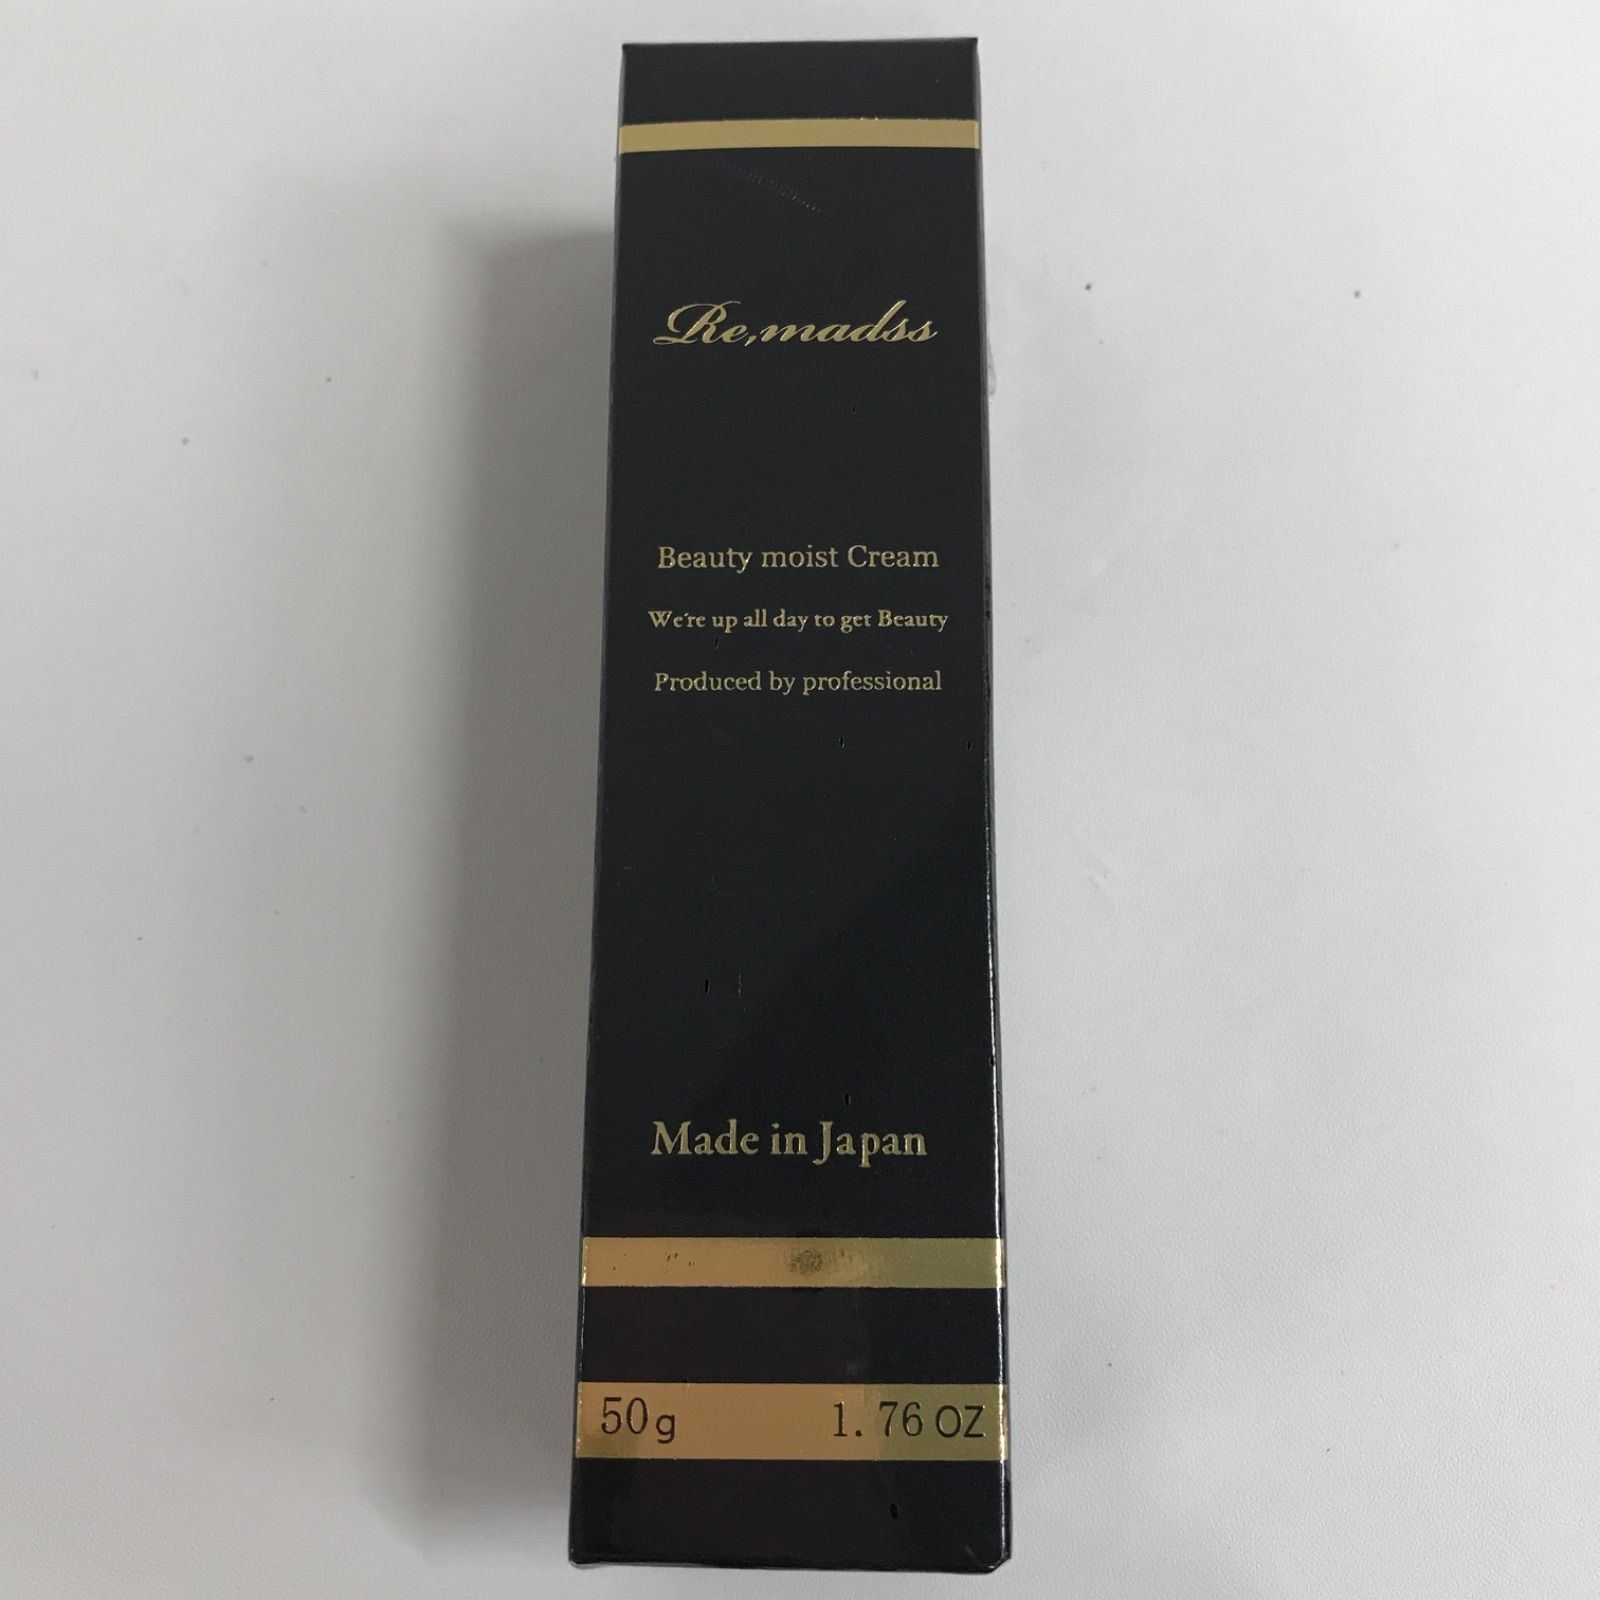 Re,madss
Beauty moist Cream
We're up all day to get Beauty
Produced by professional
Made in Japan
50g 1.76 OZ